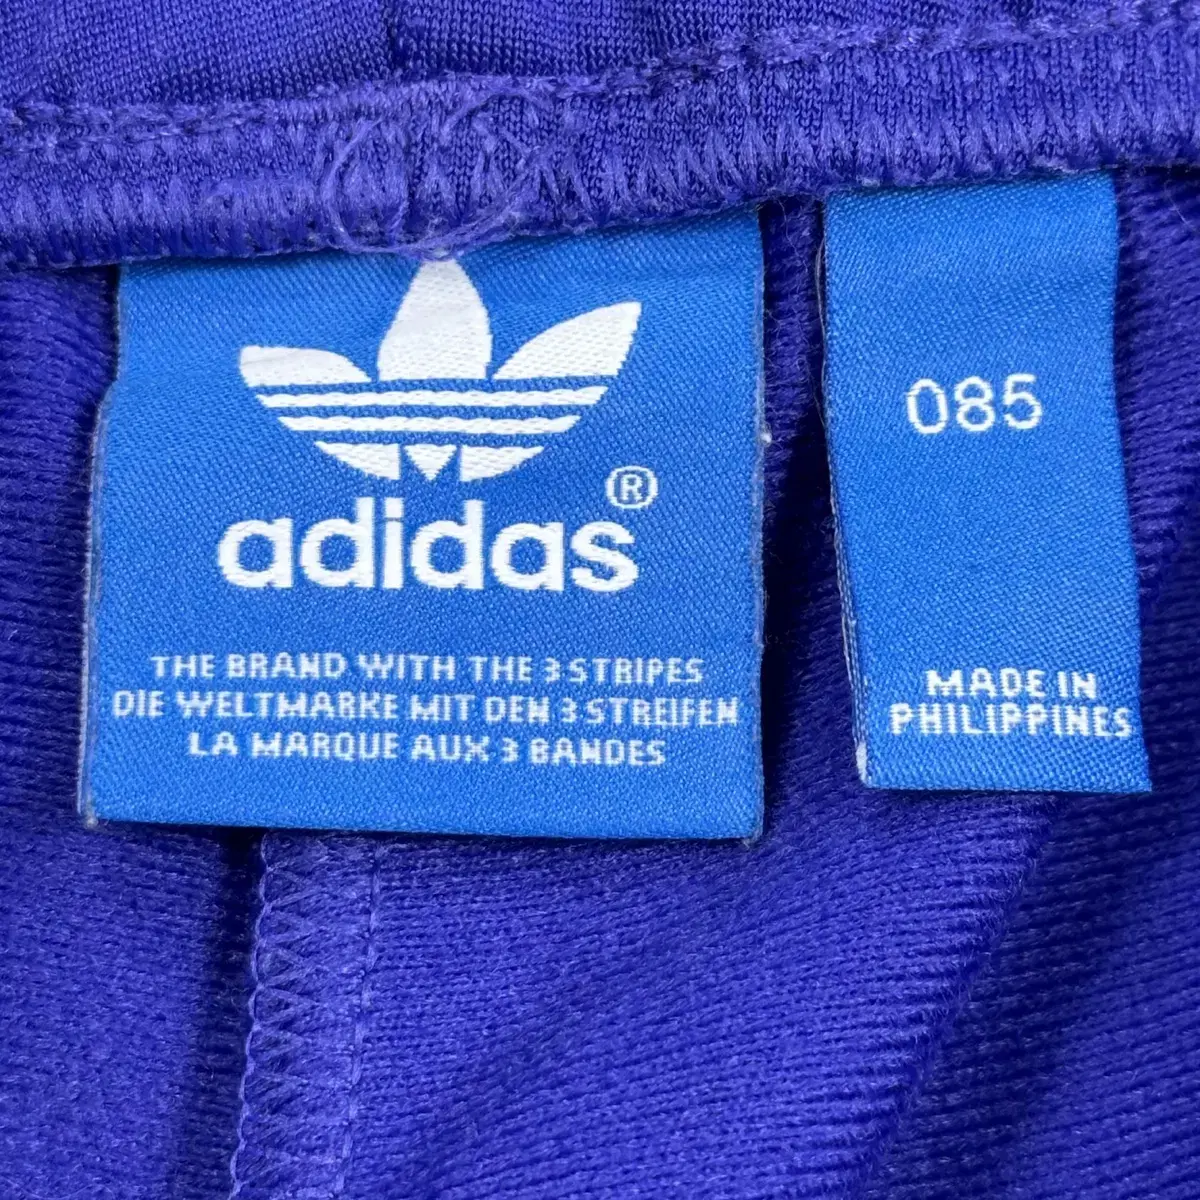 adidas®
THE BRAND WITH THE 3 STRIPES
DIE WELTMARKE MIT DEN 3 STREIFEN
LA MARQUE AUX 3 BANDES
085
MADE IN
PHILIPPINES